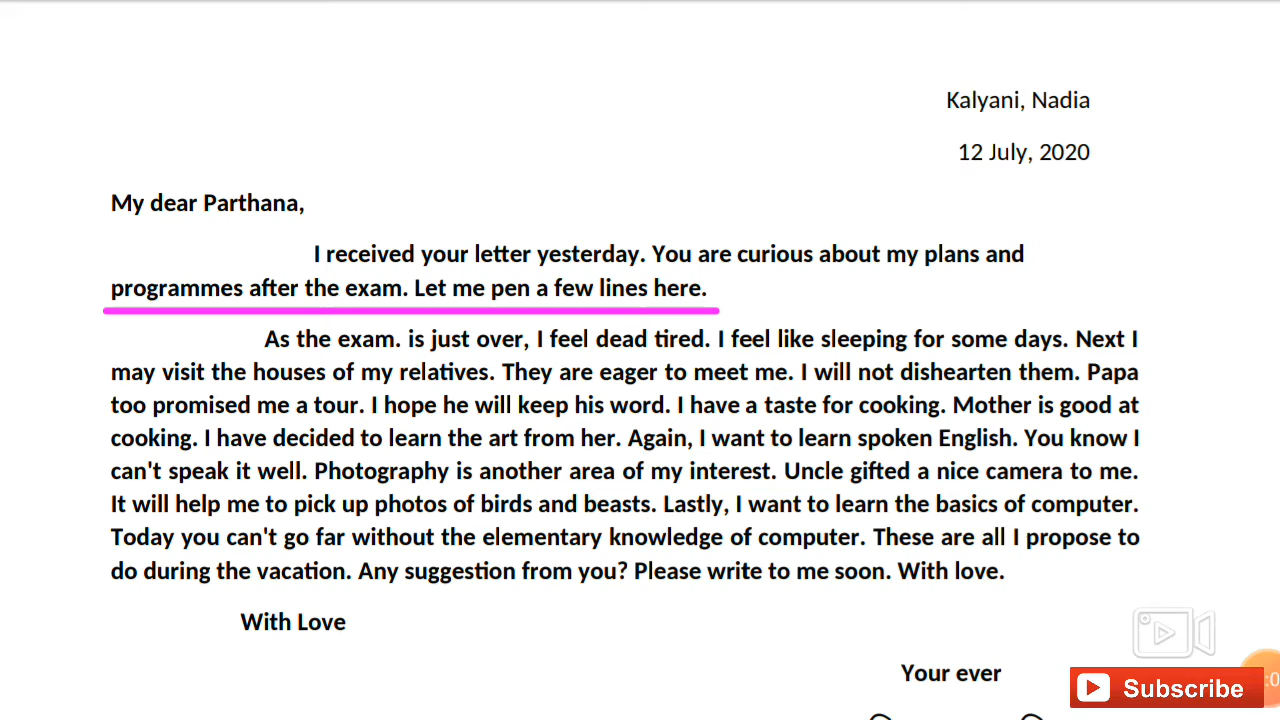 Kalyani, Nadia
12 July, 2020
My dear Parthana,
I received your letter yesterday. You are curious about my plans and
programmes after the exam. Let me pen a few lines here.
As the exam. is just over, I feel dead tired. I feel like sleeping for some days. Next I
may visit the houses of my relatives. They are eager to meet me. I will not dishearten them. Papa
too promised me a tour. I hope he will keep his word. I have a taste for cooking. Mother is good at
cooking. I have decided to learn the art from her. Again, I want to learn spoken English. You know I
can't speak it well. Photography is another area of my interest. Uncle gifted a nice camera to me.
It will help me to pick up photos of birds and beasts. Lastly, I want to learn the basics of computer.
Today you can't go far without the elementary knowledge of computer. These are all I propose to
do during the vacation. Any suggestion from you? Please write to me soon. With love.
With Love
Your ever
Subscribe